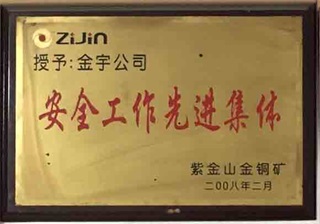 ZiJin
授予:金宇公司
安全工作先进集体
紫金山金铜矿
二00八年二月